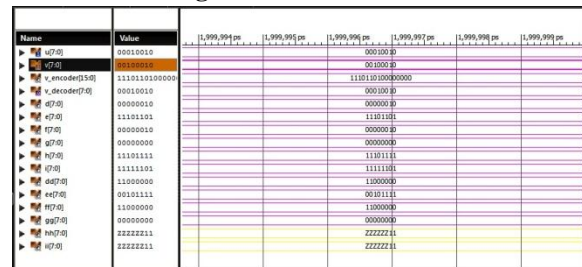 Name Value 1,999,994 ps 1,999,995 ps 1,999,996 ps 1,999,997 ps 1,999,998 ps 1,999,999 ps
u[7:0] 00010010 00010010
v[7:0] 00100010 00100010
v_encoder[15:0] 1110110100000 1110110100000000
v_decoder[7:0] 00010010 00010010
d[7:0] 00000010 00000010
e[7:0] 11101101 11101101
f[7:0] 00000010 00000010
g[7:0] 00000000 00000000
h[7:0] 11101111 11101111
i[7:0] 11111101 11111101
dd[7:0] 11000000 11000000
ee[7:0] 00101111 00101111
ff[7:0] 11000000 11000000
gg[7:0] 00000000 00000000
hh[7:0] ZZZZZZ11 ZZZZZZ11
ii[7:0] ZZZZZZ11 ZZZZZZ11